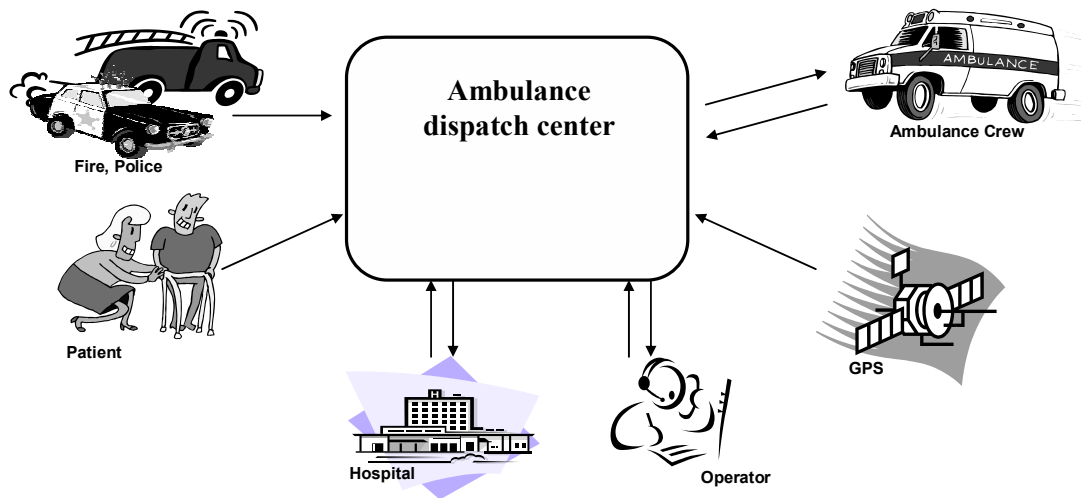 Ambulance
dispatch center
AMBULANCE
Ambulance Crew
Fire, Police
Patient
GPS
Hospital
Operator